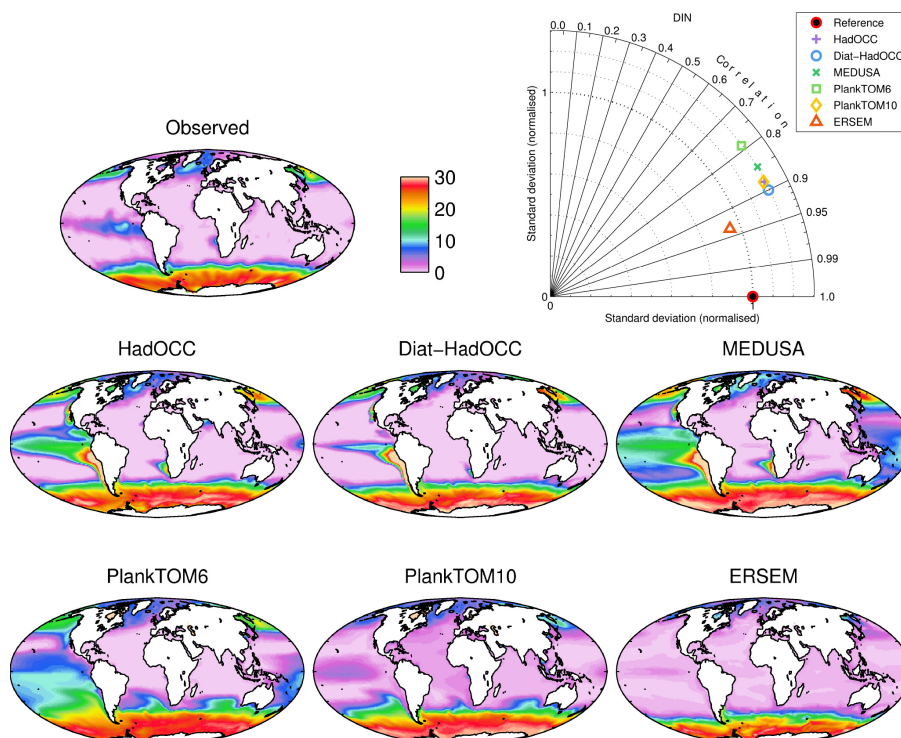 DIN
0.0 0.1 0.2 0.3 0.4 0.5 0.6 0.7 0.8 0.9 0.95 0.99 1.0
Correlation
Standard deviation (normalised)
1
0
0
1
Standard deviation (normalised)
Reference
HadOCC
Diat-HadOCC
MEDUSA
PlankTOM6
PlankTOM10
ERSEM
Observed
30
20
10
0
HadOCC Diat-HadOCC MEDUSA
PlankTOM6 PlankTOM10 ERSEM